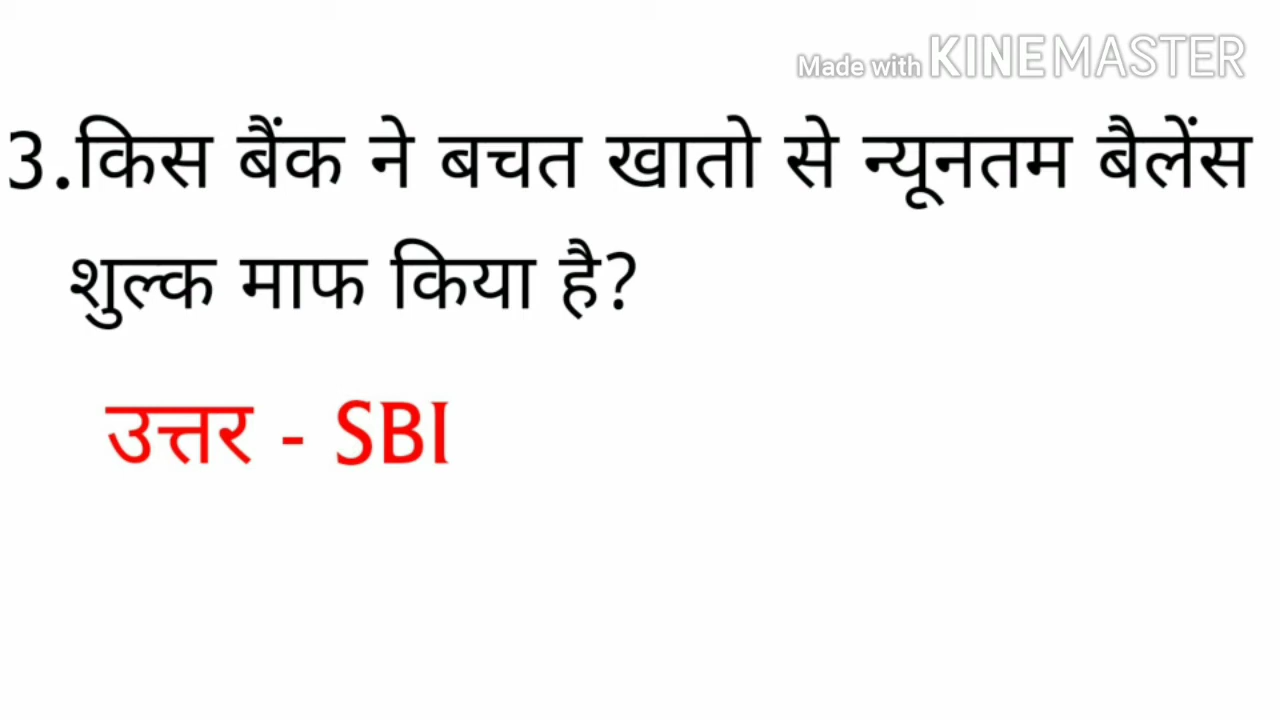 Made with KINEMASTER
3.किस बैंक ने बचत खातो से न्यूनतम बैलेंस
शुल्क माफ किया है?
उत्तर - SBI